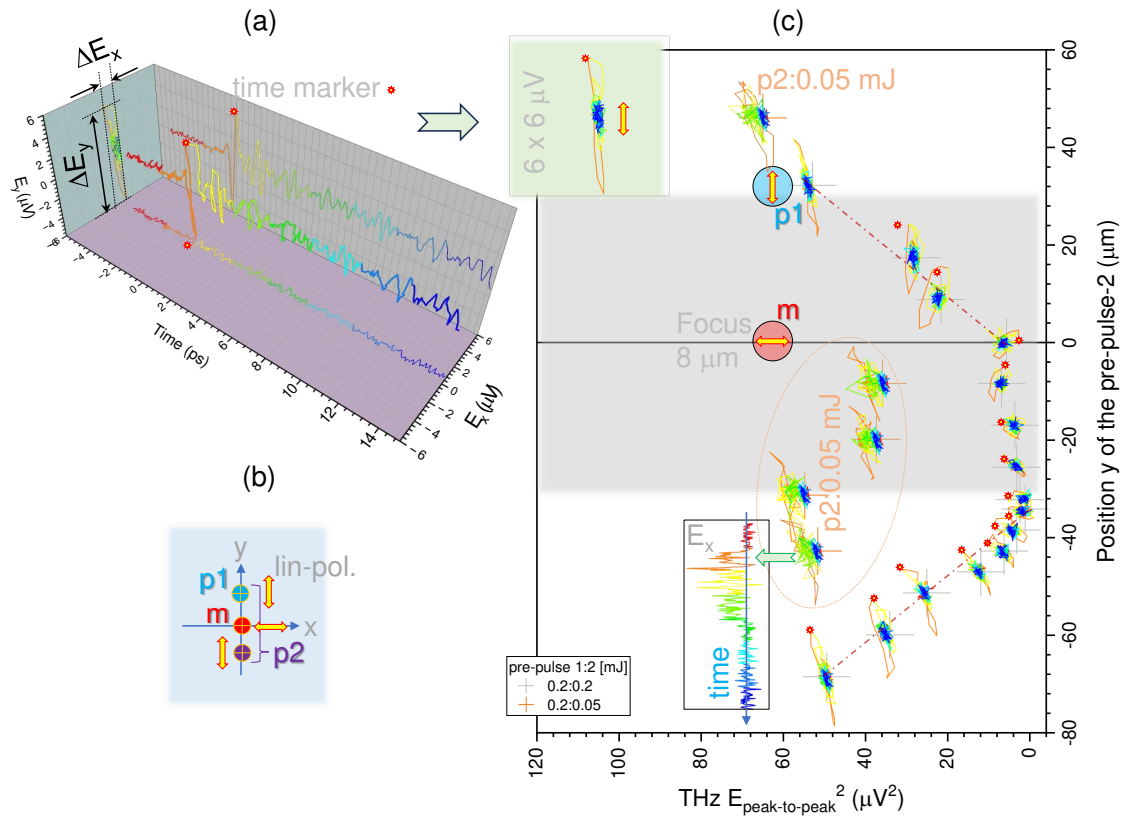 (a)
ΔEx
ΔEy
time marker
6
4
2
0
−2
−4
−6
Ey(μV)
−6
−4
−2
0
2
4
6
8
10
12
14
Time (ps)
6
4
2
0
−2
−4
−6
Ex (μV)
(b)
y
p1
lin-pol.
m
x
p2
(c)
6 x 6 μV
p2:0.05 mJ
p1
m
Focus
8 μm
p2:0.05 mJ
Ex
time
pre-pulse 1:2 [mJ]
0.2:0.2
0.2:0.05
60
40
20
0
-20
-40
-60
-80
Position y of the pre-pulse-2 (μm)
120
100
80
60
40
20
0
THz Epeak-to-peak² (μV²)